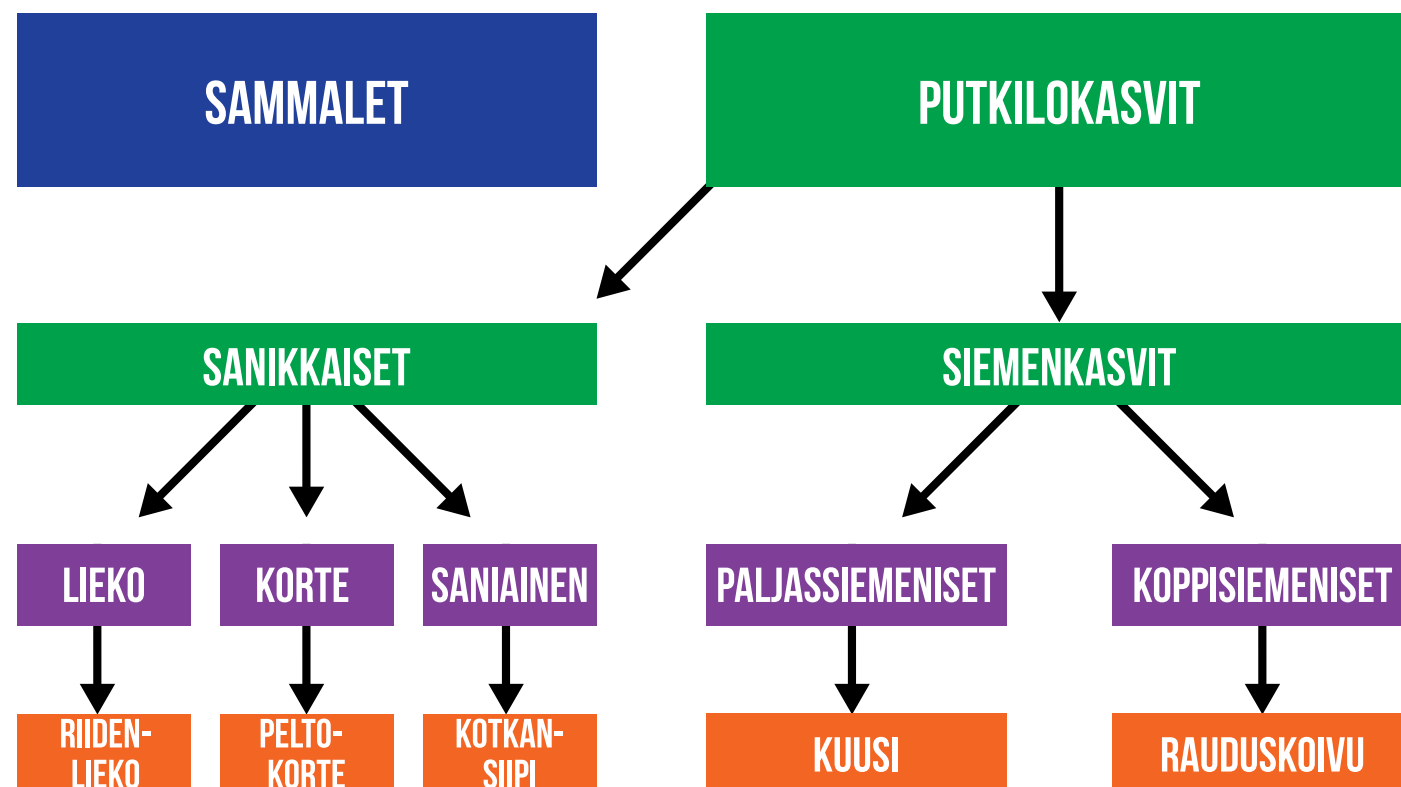 SAMMALET
PUTKILOKASVIT
SANIKKAISET
SIEMENKASVIT
LIEKO
KORTE
SANIAINEN
PALJASSIEMENISET
KOPPISIEMENISET
RIIDEN-
LIEKO
PELTO-
KORTE
KOTKAN-
SIIPI
KUUSI
RAUDUSKOIVU